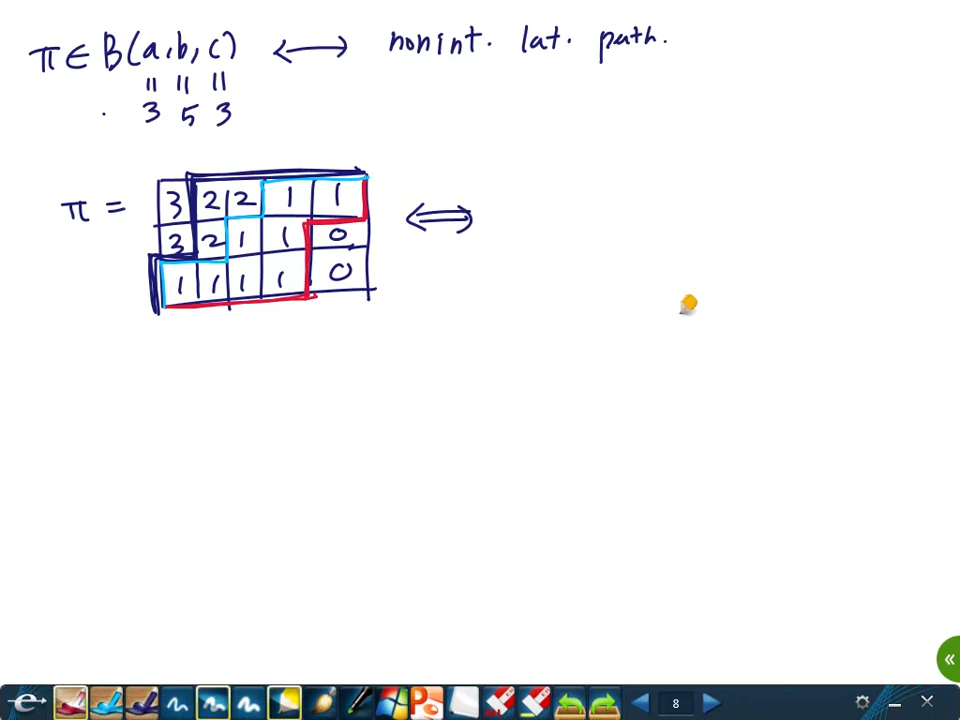 π ∈ B(a,b,c) ⟷ nonint. lat. path.
" " "
3 5 3
π = 3 2 2 1 1 ⟺
3 2 1 1 0
1 1 1 1 0
8
«